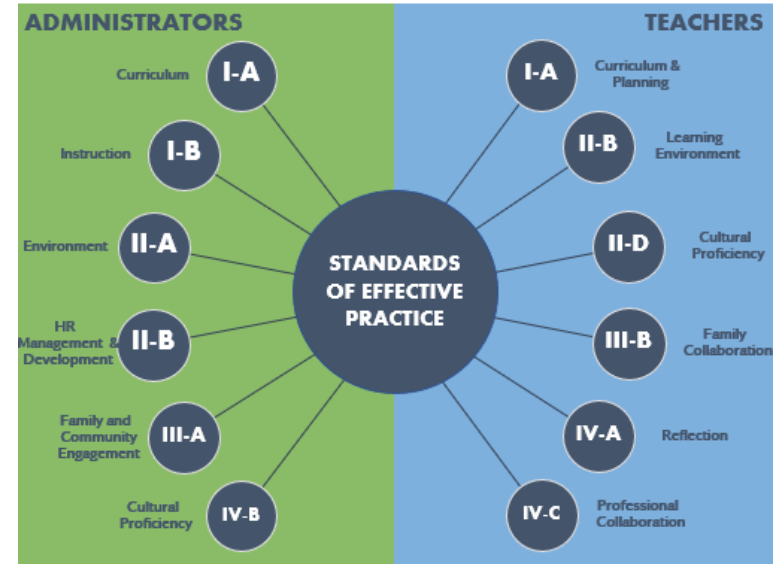 ADMINISTRATORS
Curriculum
I-A
Instruction
I-B
Environment
II-A
HR
Management &
Development
II-B
Family and
Community
Engagement
III-A
Cultural
Proficiency
IV-B
STANDARDS
OF EFFECTIVE
PRACTICE
TEACHERS
I-A
Curriculum &
Planning
II-B
Learning
Environment
II-D
Cultural
Proficiency
III-B
Family
Collaboration
IV-A
Reflection
IV-C
Professional
Collaboration